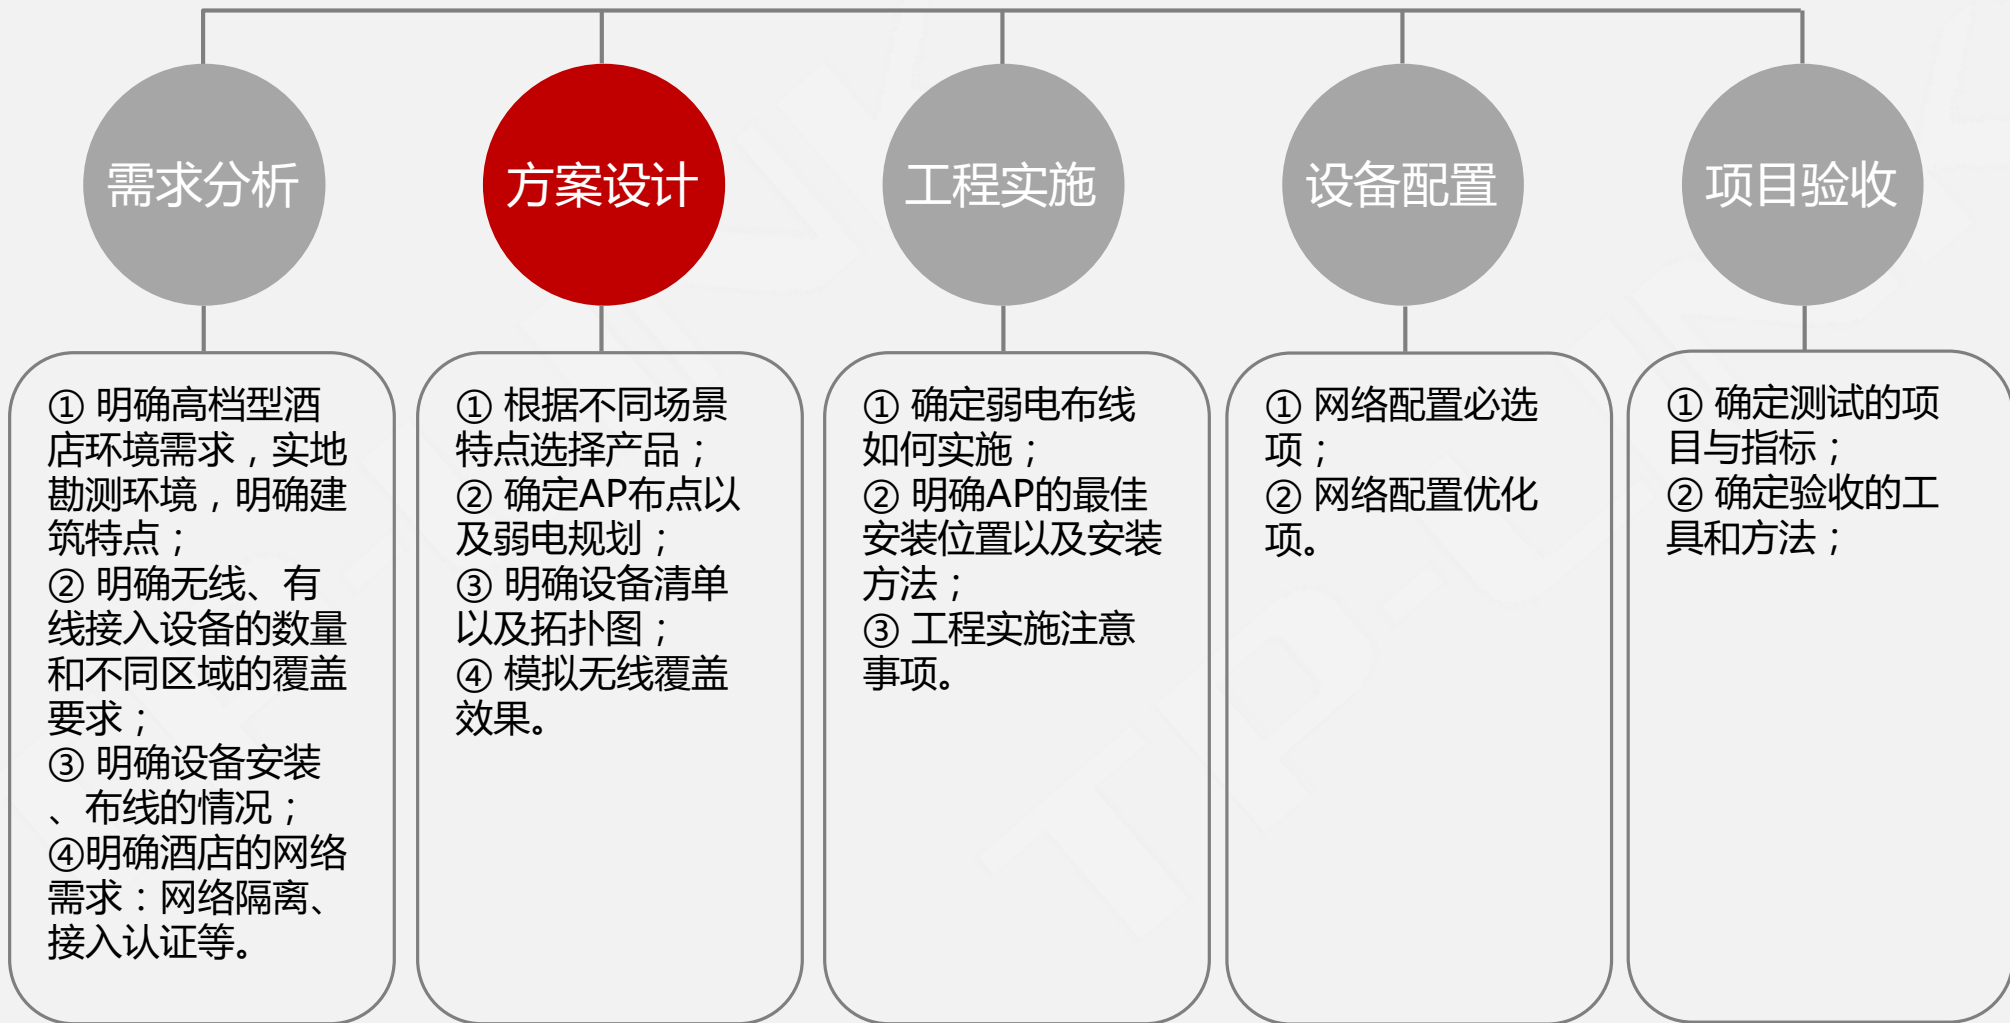 需求分析
方案设计
工程实施
设备配置
项目验收
① 明确高档型酒
店环境需求，实地
勘测环境，明确建
筑特点；
② 明确无线、有
线接入设备的数量
和不同区域的覆盖
要求；
③ 明确设备安装
、布线的情况；
④明确酒店的网络
需求：网络隔离、
接入认证等。
① 根据不同场景
特点选择产品；
② 确定AP布点以
及弱电规划；
③ 明确设备清单
以及拓扑图；
④ 模拟无线覆盖
效果。
① 确定弱电布线
如何实施；
② 明确AP的最佳
安装位置以及安装
方法；
③ 工程实施注意
事项。
① 网络配置必选
项；
② 网络配置优化
项。
① 确定测试的项
目与指标；
② 确定验收的工
具和方法；